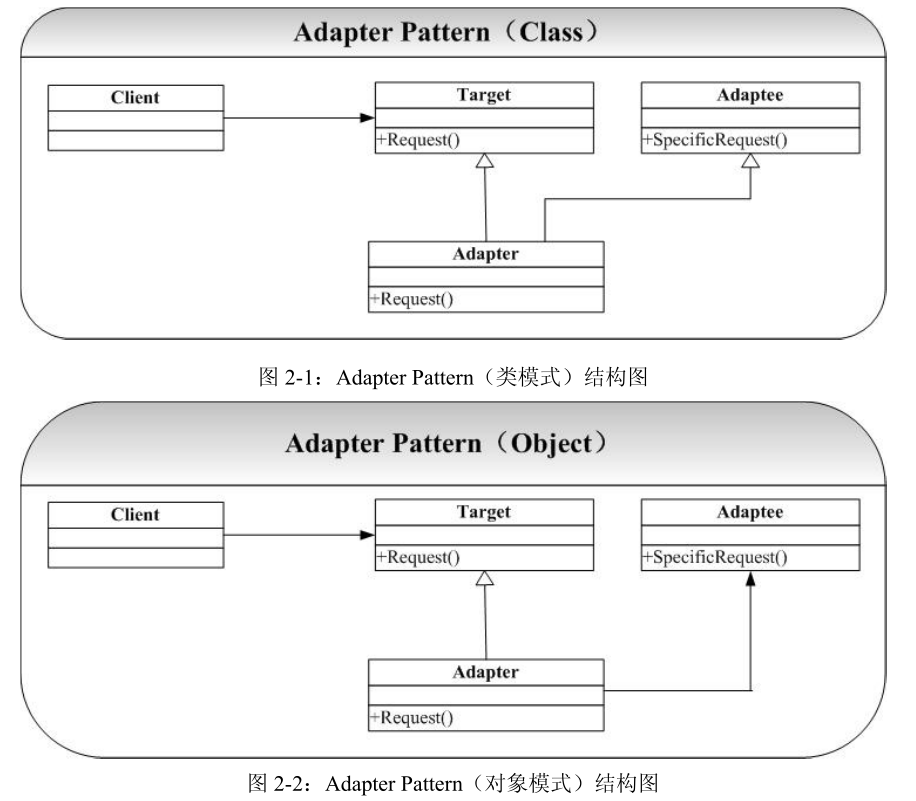 Adapter Pattern（Class）
Client
Target
Adaptee
+Request()
+SpecificRequest()
Adapter
+Request()
图 2-1：Adapter Pattern（类模式）结构图
Adapter Pattern（Object）
Client
Target
Adaptee
+Request()
+SpecificRequest()
Adapter
+Request()
图 2-2：Adapter Pattern（对象模式）结构图